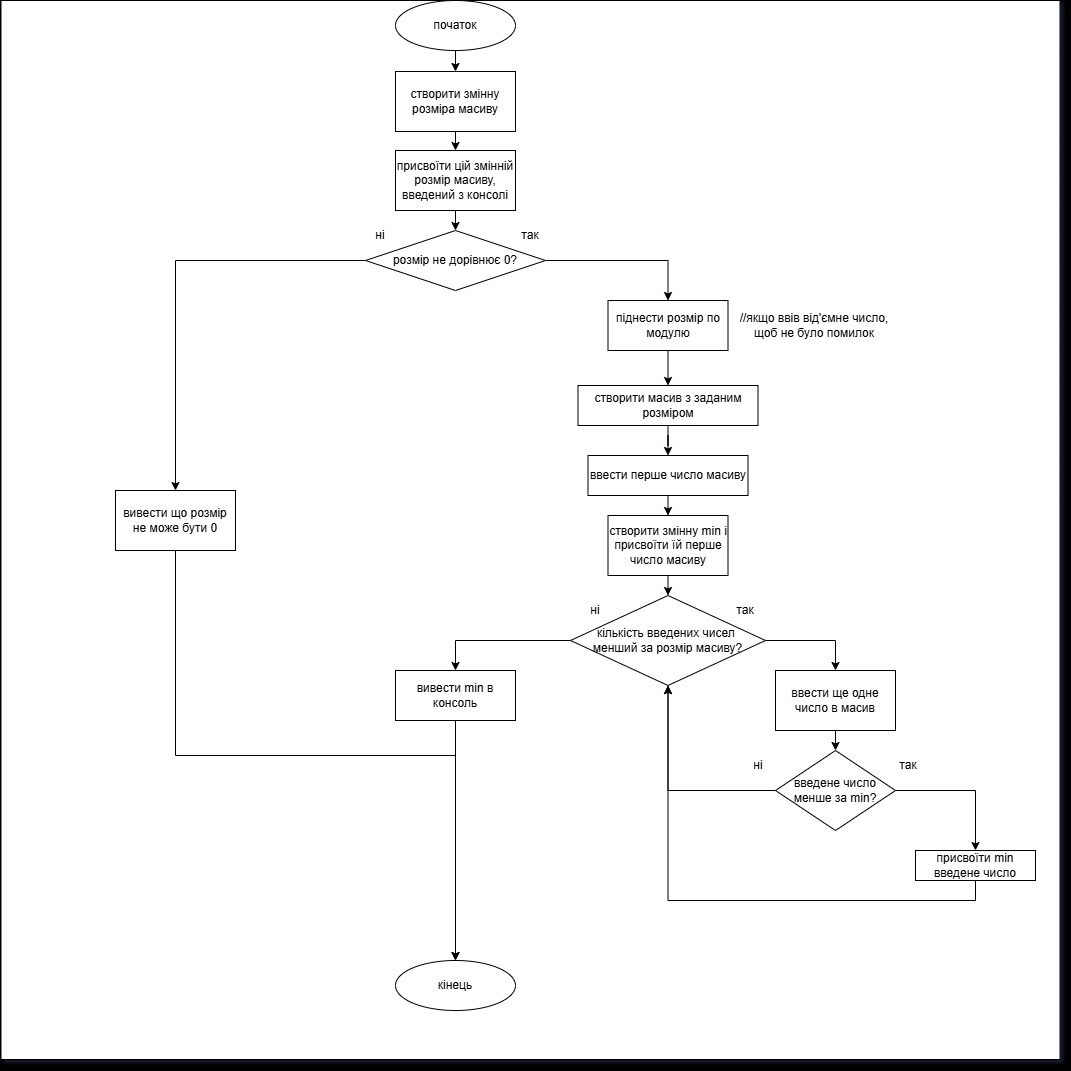 початок
створити змінну
розміра масиву
присвоїти цій змінній
розмір масиву,
введений з консолі
ні
так
розмір не дорівнює 0?
піднести розмір по
модулю
//якщо ввів від'ємне число,
щоб не було помилок
створити масив з заданим
розміром
ввести перше число масиву
вивести що розмір
не може бути 0
створити змінну min і
присвоїти їй перше
число масиву
ні
так
кількість введених чисел
менший за розмір масиву?
вивести min в
консоль
ввести ще одне
число в масив
ні
так
введене число
менше за min?
присвоїти min
введене число
кінець